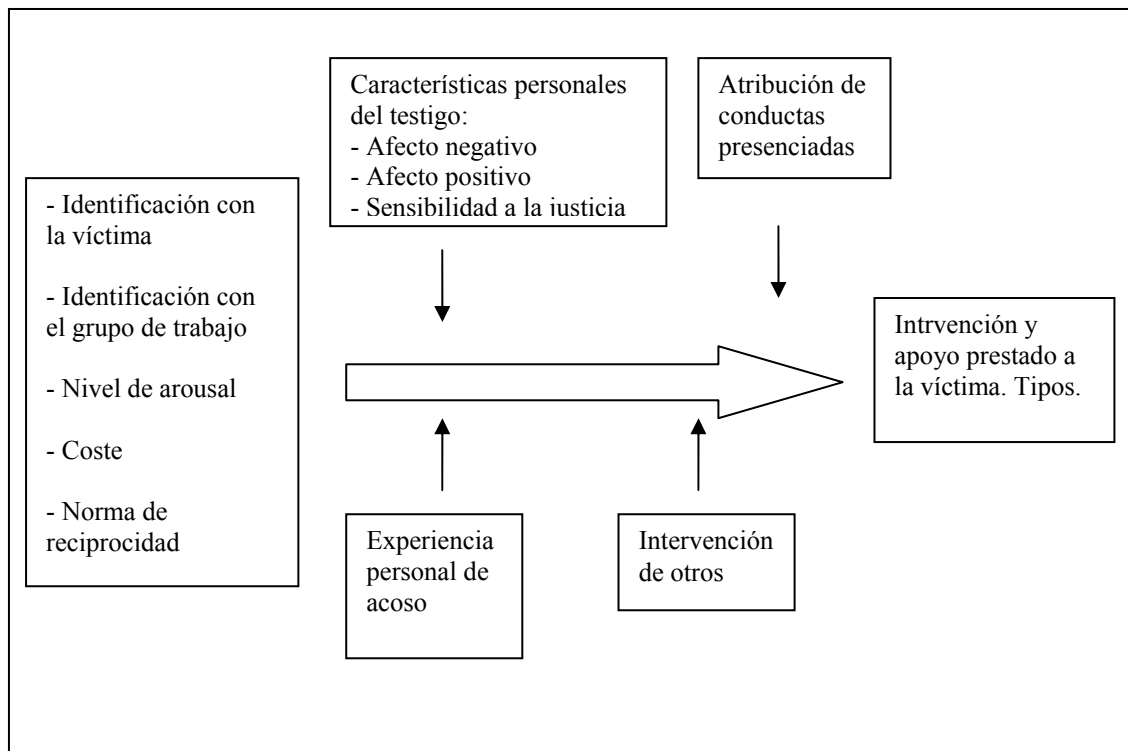 Características personales
del testigo:
- Afecto negativo
- Afecto positivo
- Sensibilidad a la justicia
Atribución de
conductas
presenciadas
- Identificación con
la víctima
- Identificación con
el grupo de trabajo
- Nivel de arousal
- Coste
- Norma de
reciprocidad
Intrvención y
apoyo prestado a
la víctima. Tipos.
Experiencia
personal de
acoso
Intervención
de otros